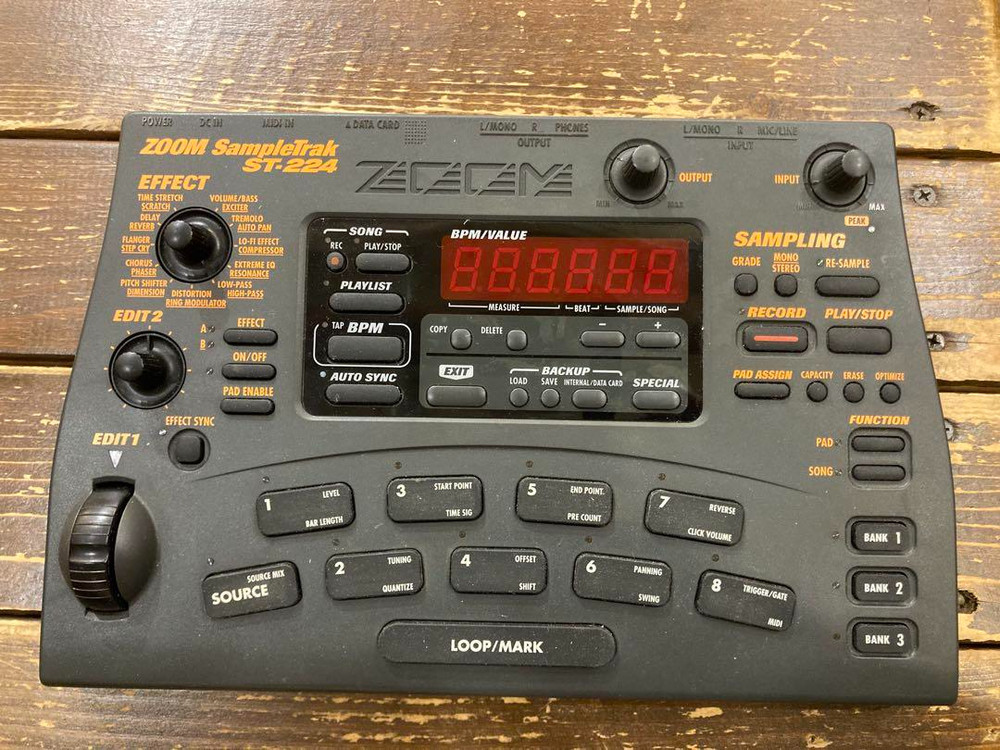 POWER DC IN MIDI IN ▲DATA CARD L/MONO R PHONES L/MONO R MIC/LINE
OUTPUT INPUT
ZOOM SampleTrak
ST-224
ZOOM
MIN MAX OUTPUT
INPUT MIN MAX
PEAK
EFFECT
TIME STRETCH
SCRATCH
VOLUME/BASS
EXCITER
DELAY
REVERB
TREMOLO
AUTO PAN
FLANGER
STEP CRY
LO-FI EFFECT
COMPRESSOR
CHORUS
PHASER
EXTREME EQ
RESONANCE
PITCH SHIFTER
DIMENSION
LOW-PASS
HIGH-PASS
DISTORTION
RING MODULATOR
EDIT2
A
B
EFFECT
ON/OFF
PAD ENABLE
EFFECT SYNC
EDIT1
SONG
REC PLAY/STOP
PLAYLIST
TAP BPM
AUTO SYNC
BPM/VALUE
MEASURE BEAT SAMPLE/SONG
COPY DELETE − +
EXIT
BACKUP
LOAD SAVE INTERNAL/DATA CARD
SPECIAL
SAMPLING
GRADE
MONO
STEREO
RE-SAMPLE
RECORD PLAY/STOP
PAD ASSIGN CAPACITY ERASE OPTIMIZE
FUNCTION
PAD
SONG
BANK 1
BANK 2
BANK 3
1 LEVEL
BAR LENGTH
3 START POINT
TIME SIG
5 END POINT
PRE COUNT
7 REVERSE
CLICK VOLUME
SOURCE MIX
SOURCE
2 TUNING
QUANTIZE
4 OFFSET
SHIFT
6 PANNING
SWING
8 TRIGGER/GATE
MIDI
LOOP/MARK